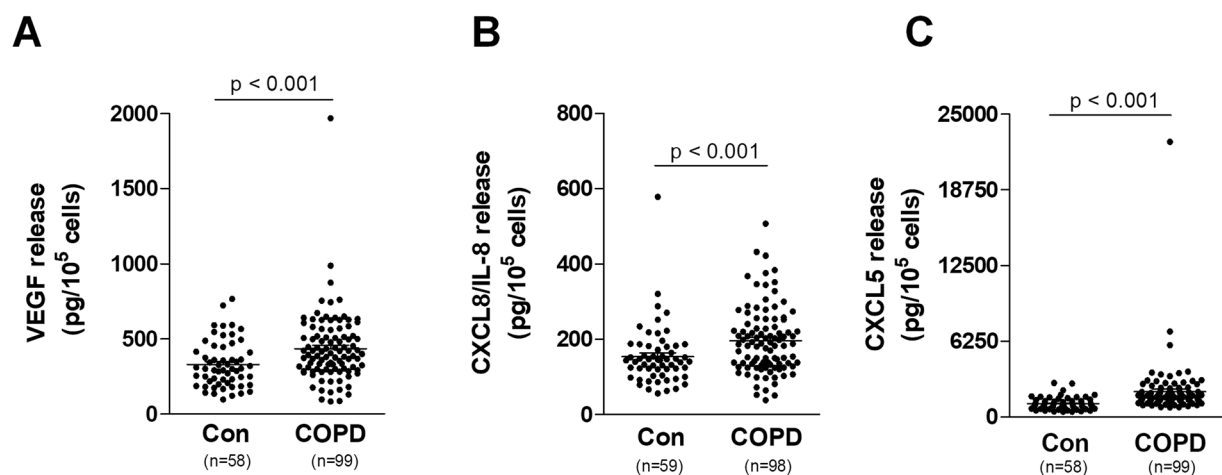 A
p < 0.001
VEGF release
(pg/10⁵ cells)
2000
1500
1000
500
0
Con
COPD
(n=58)
(n=99)
B
p < 0.001
CXCL8/IL-8 release
(pg/10⁵ cells)
800
600
400
200
0
Con
COPD
(n=59)
(n=98)
C
p < 0.001
CXCL5 release
(pg/10⁵ cells)
25000
18750
12500
6250
0
Con
COPD
(n=58)
(n=99)